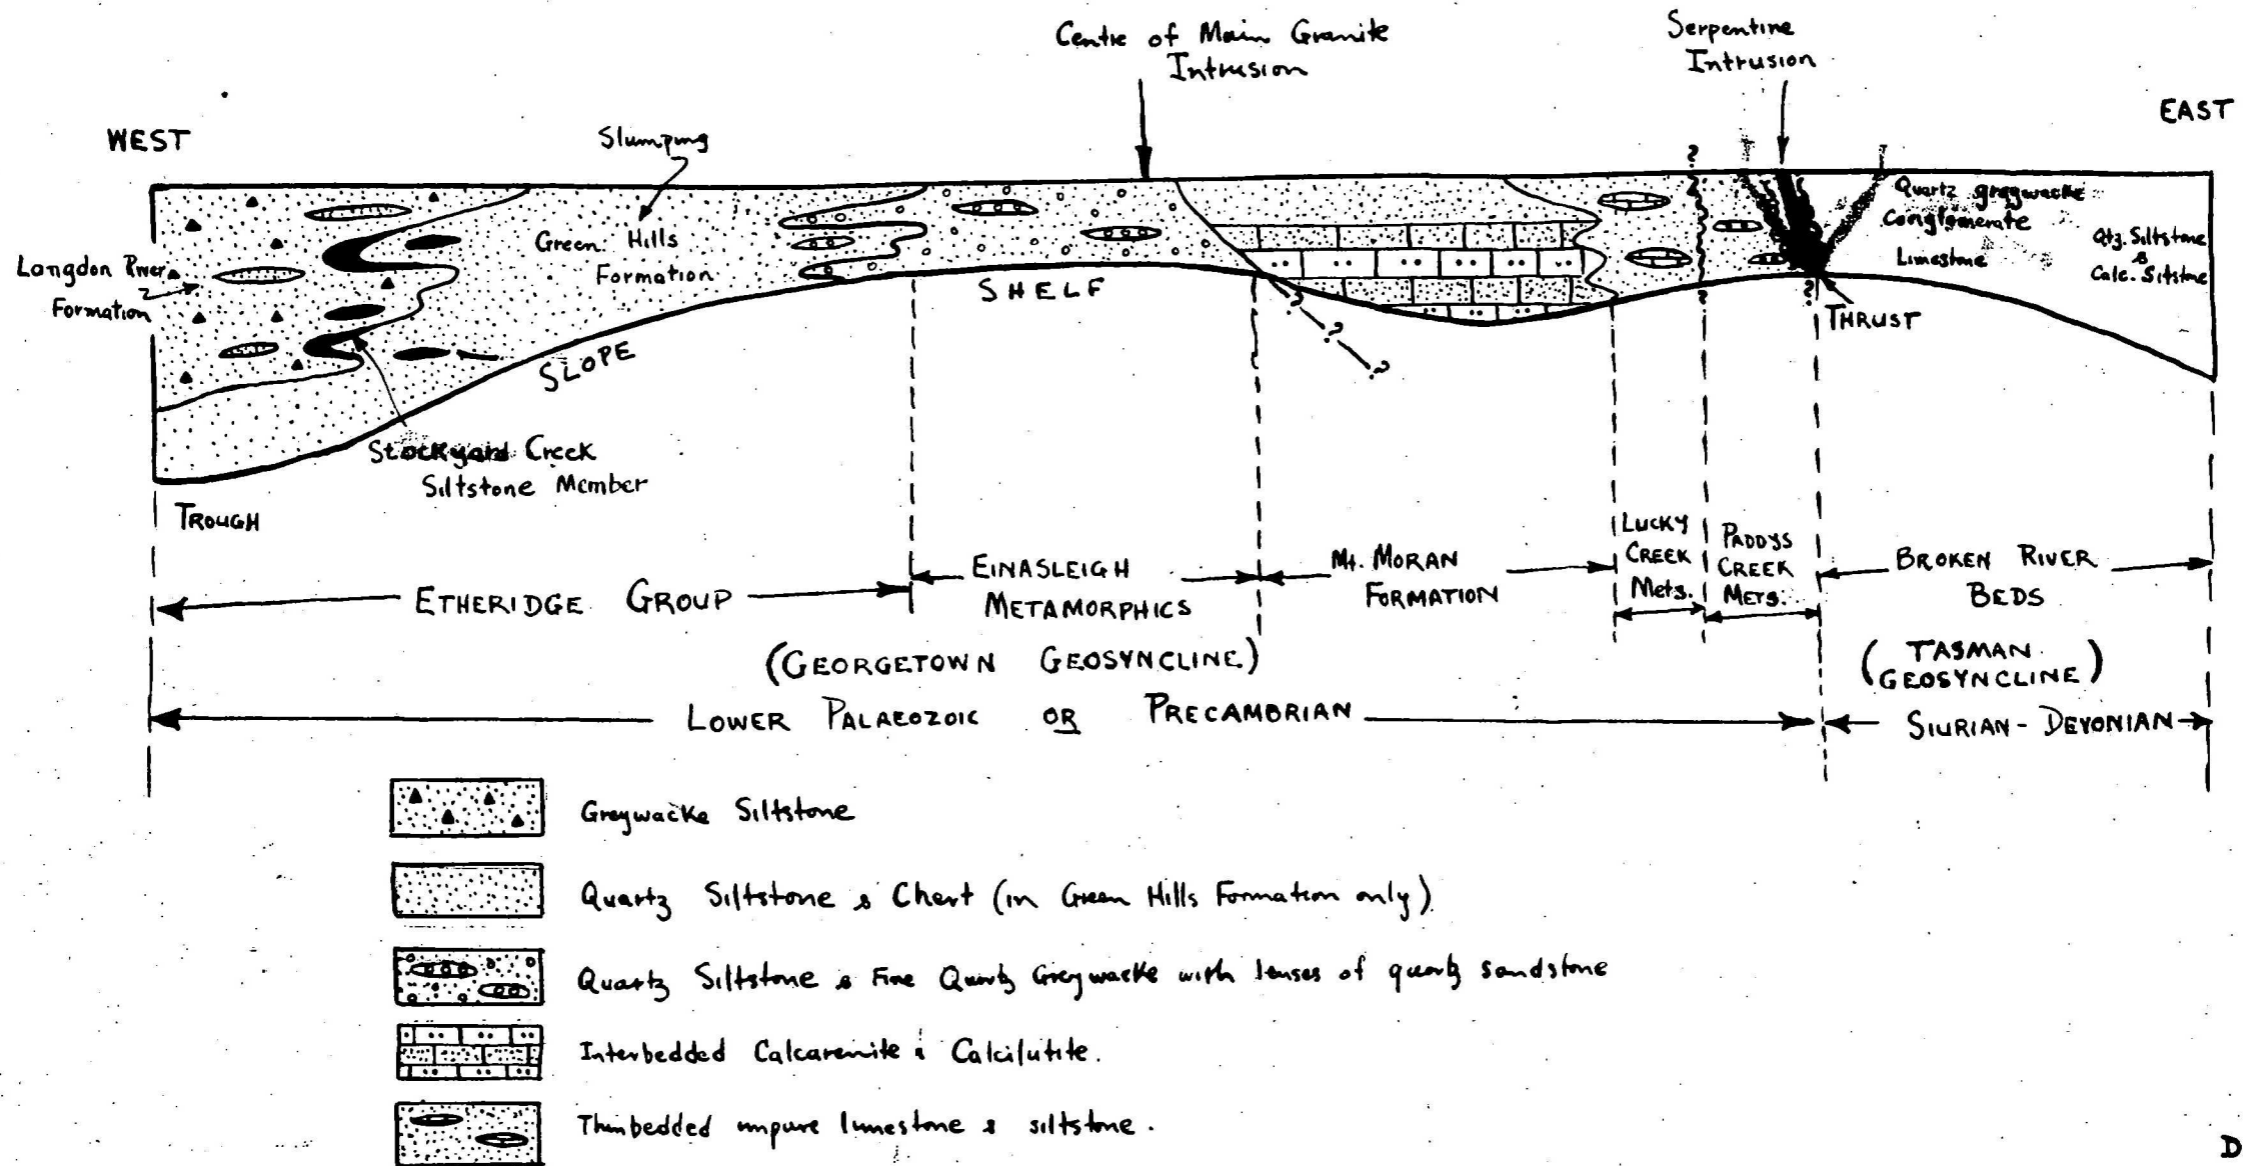 Centre of Main Granite
Intrusion
Serpentine
Intrusion
WEST
EAST
Slumping
Langdon River
Formation
Green Hills
Formation
SHELF
SLOPE
Quartz greywacke
Conglomerate
Limestone
Qtz. Siltstone
&
Calc. Siltstone
?
?
?
?
?
?
THRUST
Stockyard Creek
Siltstone Member
TROUGH
ETHERIDGE GROUP
EINASLEIGH
METAMORPHICS
Mt. MORAN
FORMATION
LUCKY
CREEK
Mets.
PADDYS
CREEK
METS.
BROKEN RIVER
BEDS
(GEORGETOWN GEOSYNCLINE)
(TASMAN
GEOSYNCLINE)
LOWER PALAEOZOIC OR PRECAMBRIAN
SIURIAN - DEVONIAN
Greywacke Siltstone
Quartz Siltstone & Chert (in Green Hills Formation only)
Quartz Siltstone & Fine Quartz Greywacke with lenses of quartz sandstone
Interbedded Calcarenite & Calcilutite.
Thinbedded impure limestone & siltstone.
D